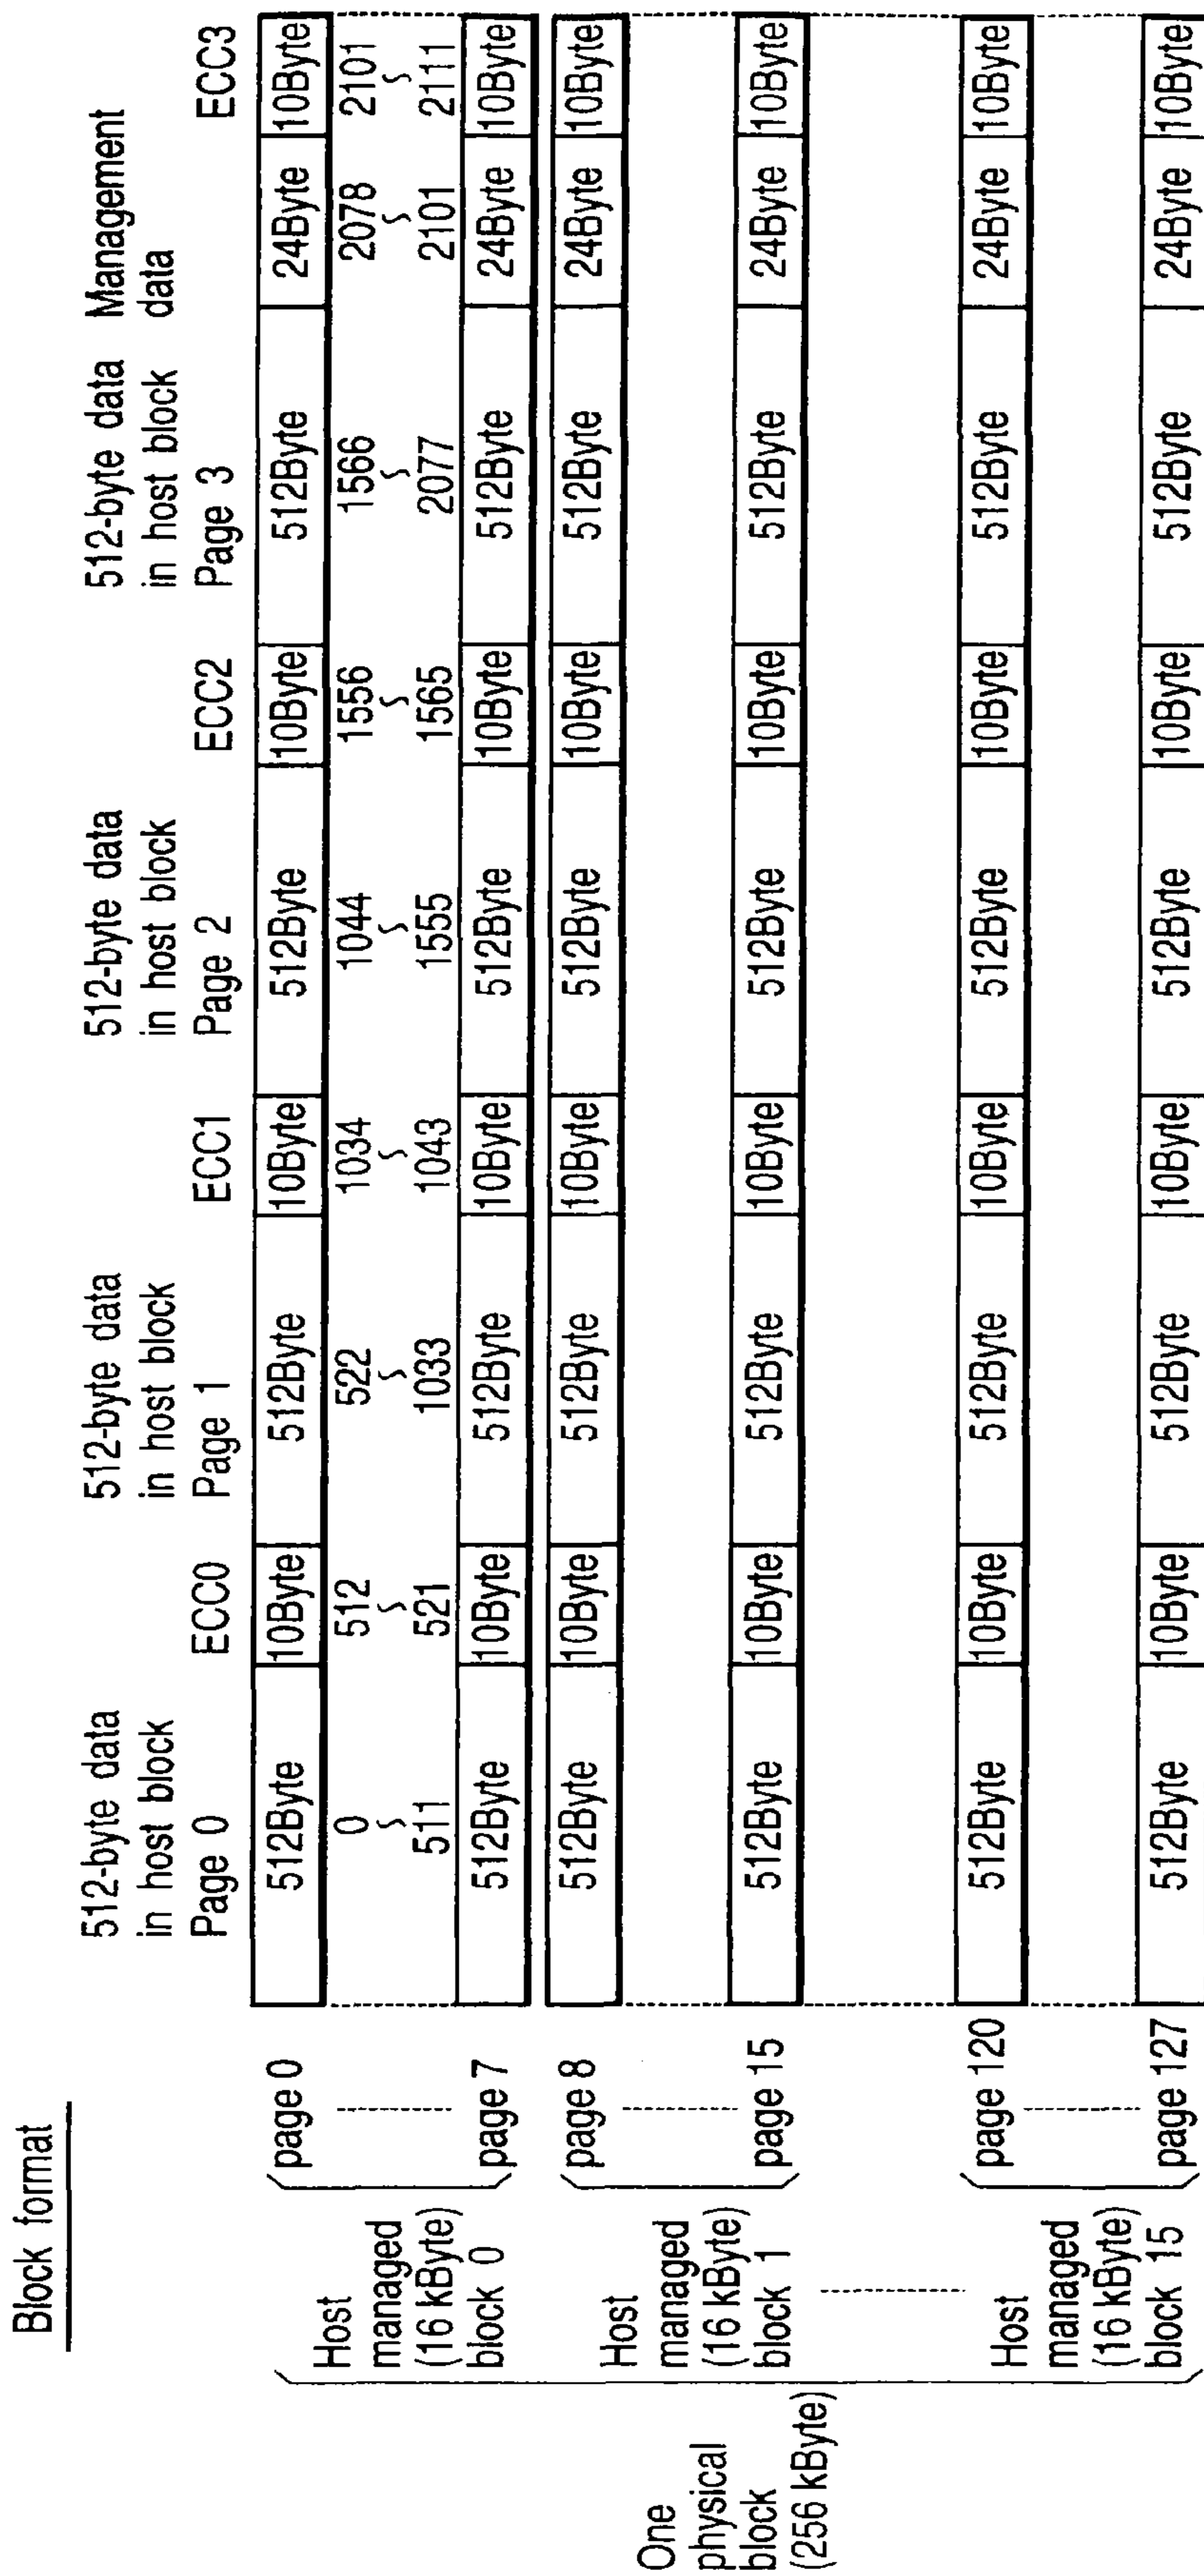 Block format
512-byte data
in host block
Page 0
ECC0
512-byte data
in host block
Page 1
ECC1
512-byte data
in host block
Page 2
ECC2
512-byte data
in host block
Page 3
Management
data
ECC3
One
physical
block
(256 kByte)
Host
managed
(16 kByte)
block 0
page 0
512Byte 10Byte 512Byte 10Byte 512Byte 10Byte 512Byte 24Byte 10Byte
0 512 522 1034 1044 1556 1566 2078 2101
~ ~ ~ ~ ~ ~ ~ ~ ~
511 521 1033 1043 1555 1565 2077 2101 2111
page 7
512Byte 10Byte 512Byte 10Byte 512Byte 10Byte 512Byte 24Byte 10Byte
Host
managed
(16 kByte)
block 1
page 8
512Byte 10Byte 512Byte 10Byte 512Byte 10Byte 512Byte 24Byte 10Byte
page 15
512Byte 10Byte 512Byte 10Byte 512Byte 10Byte 512Byte 24Byte 10Byte
Host
managed
(16 kByte)
block 15
page 120
512Byte 10Byte 512Byte 10Byte 512Byte 10Byte 512Byte 24Byte 10Byte
page 127
512Byte 10Byte 512Byte 10Byte 512Byte 10Byte 512Byte 24Byte 10Byte